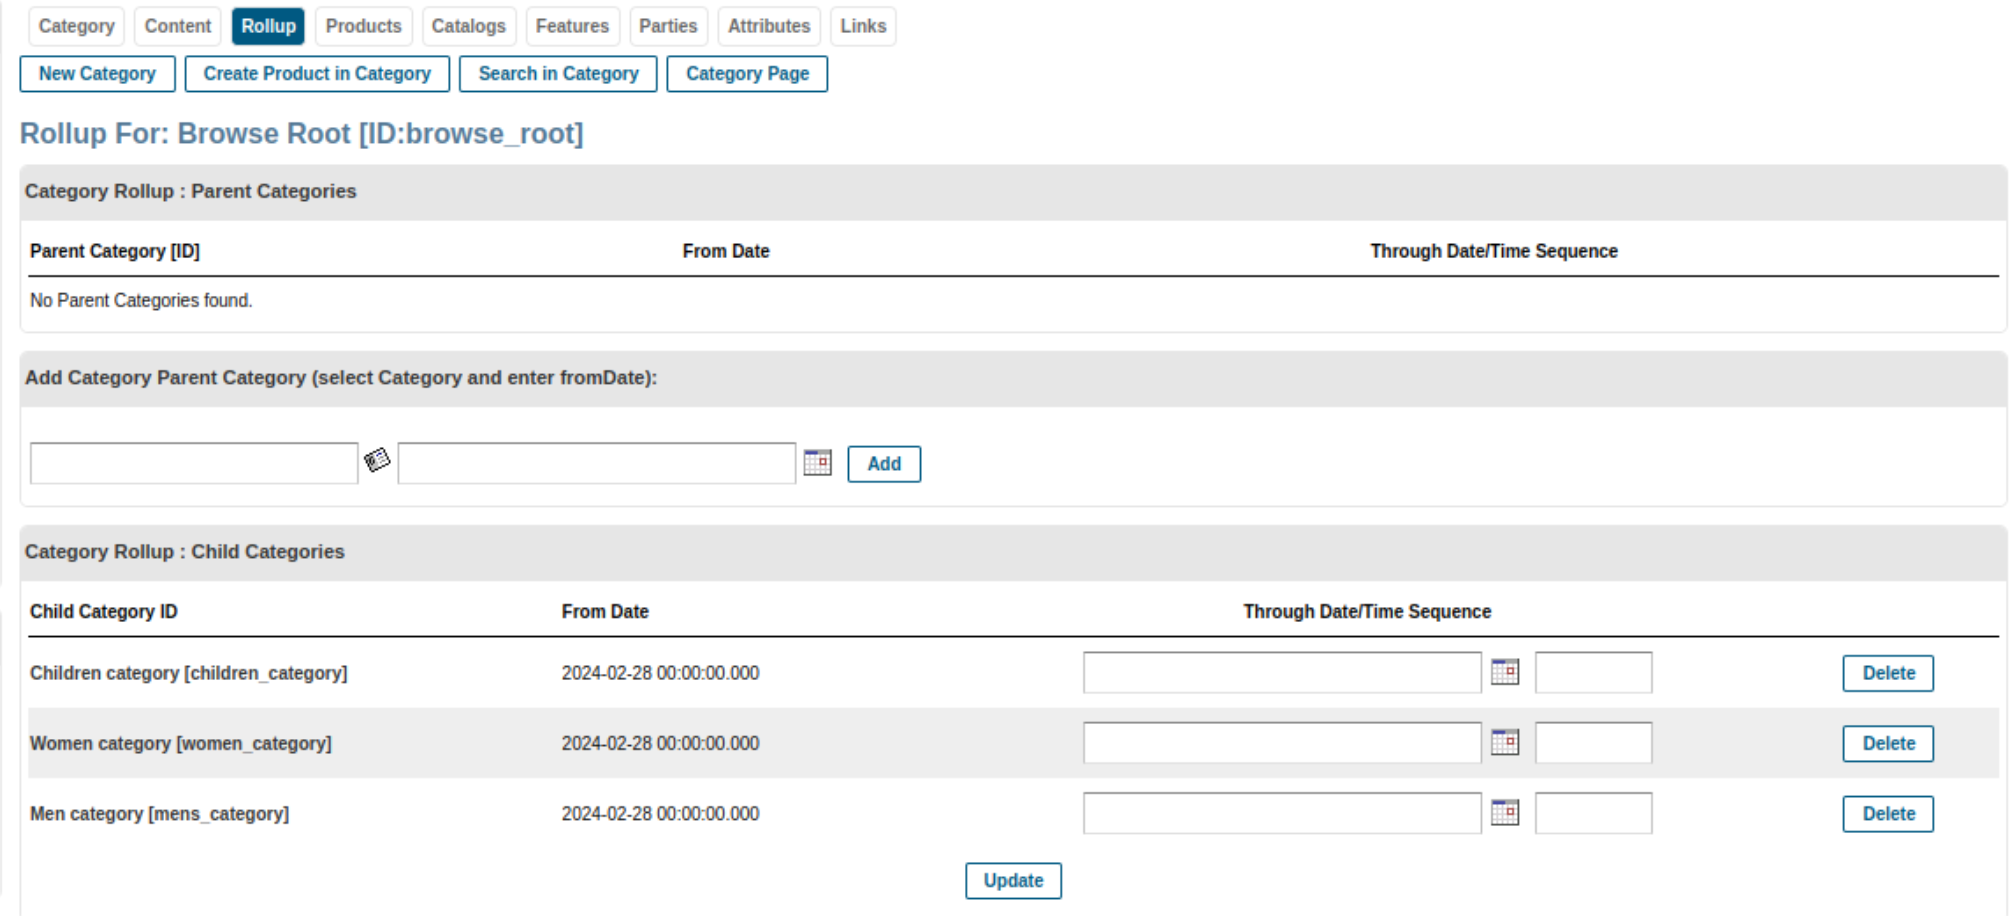 Category Content Rollup Products Catalogs Features Parties Attributes Links
New Category Create Product in Category Search in Category Category Page
Rollup For: Browse Root [ID:browse_root]
Category Rollup : Parent Categories
Parent Category [ID] From Date Through Date/Time Sequence
No Parent Categories found.
Add Category Parent Category (select Category and enter fromDate):
Add
Category Rollup : Child Categories
Child Category ID From Date Through Date/Time Sequence
Children category [children_category] 2024-02-28 00:00:00.000 Delete
Women category [women_category] 2024-02-28 00:00:00.000 Delete
Men category [mens_category] 2024-02-28 00:00:00.000 Delete
Update